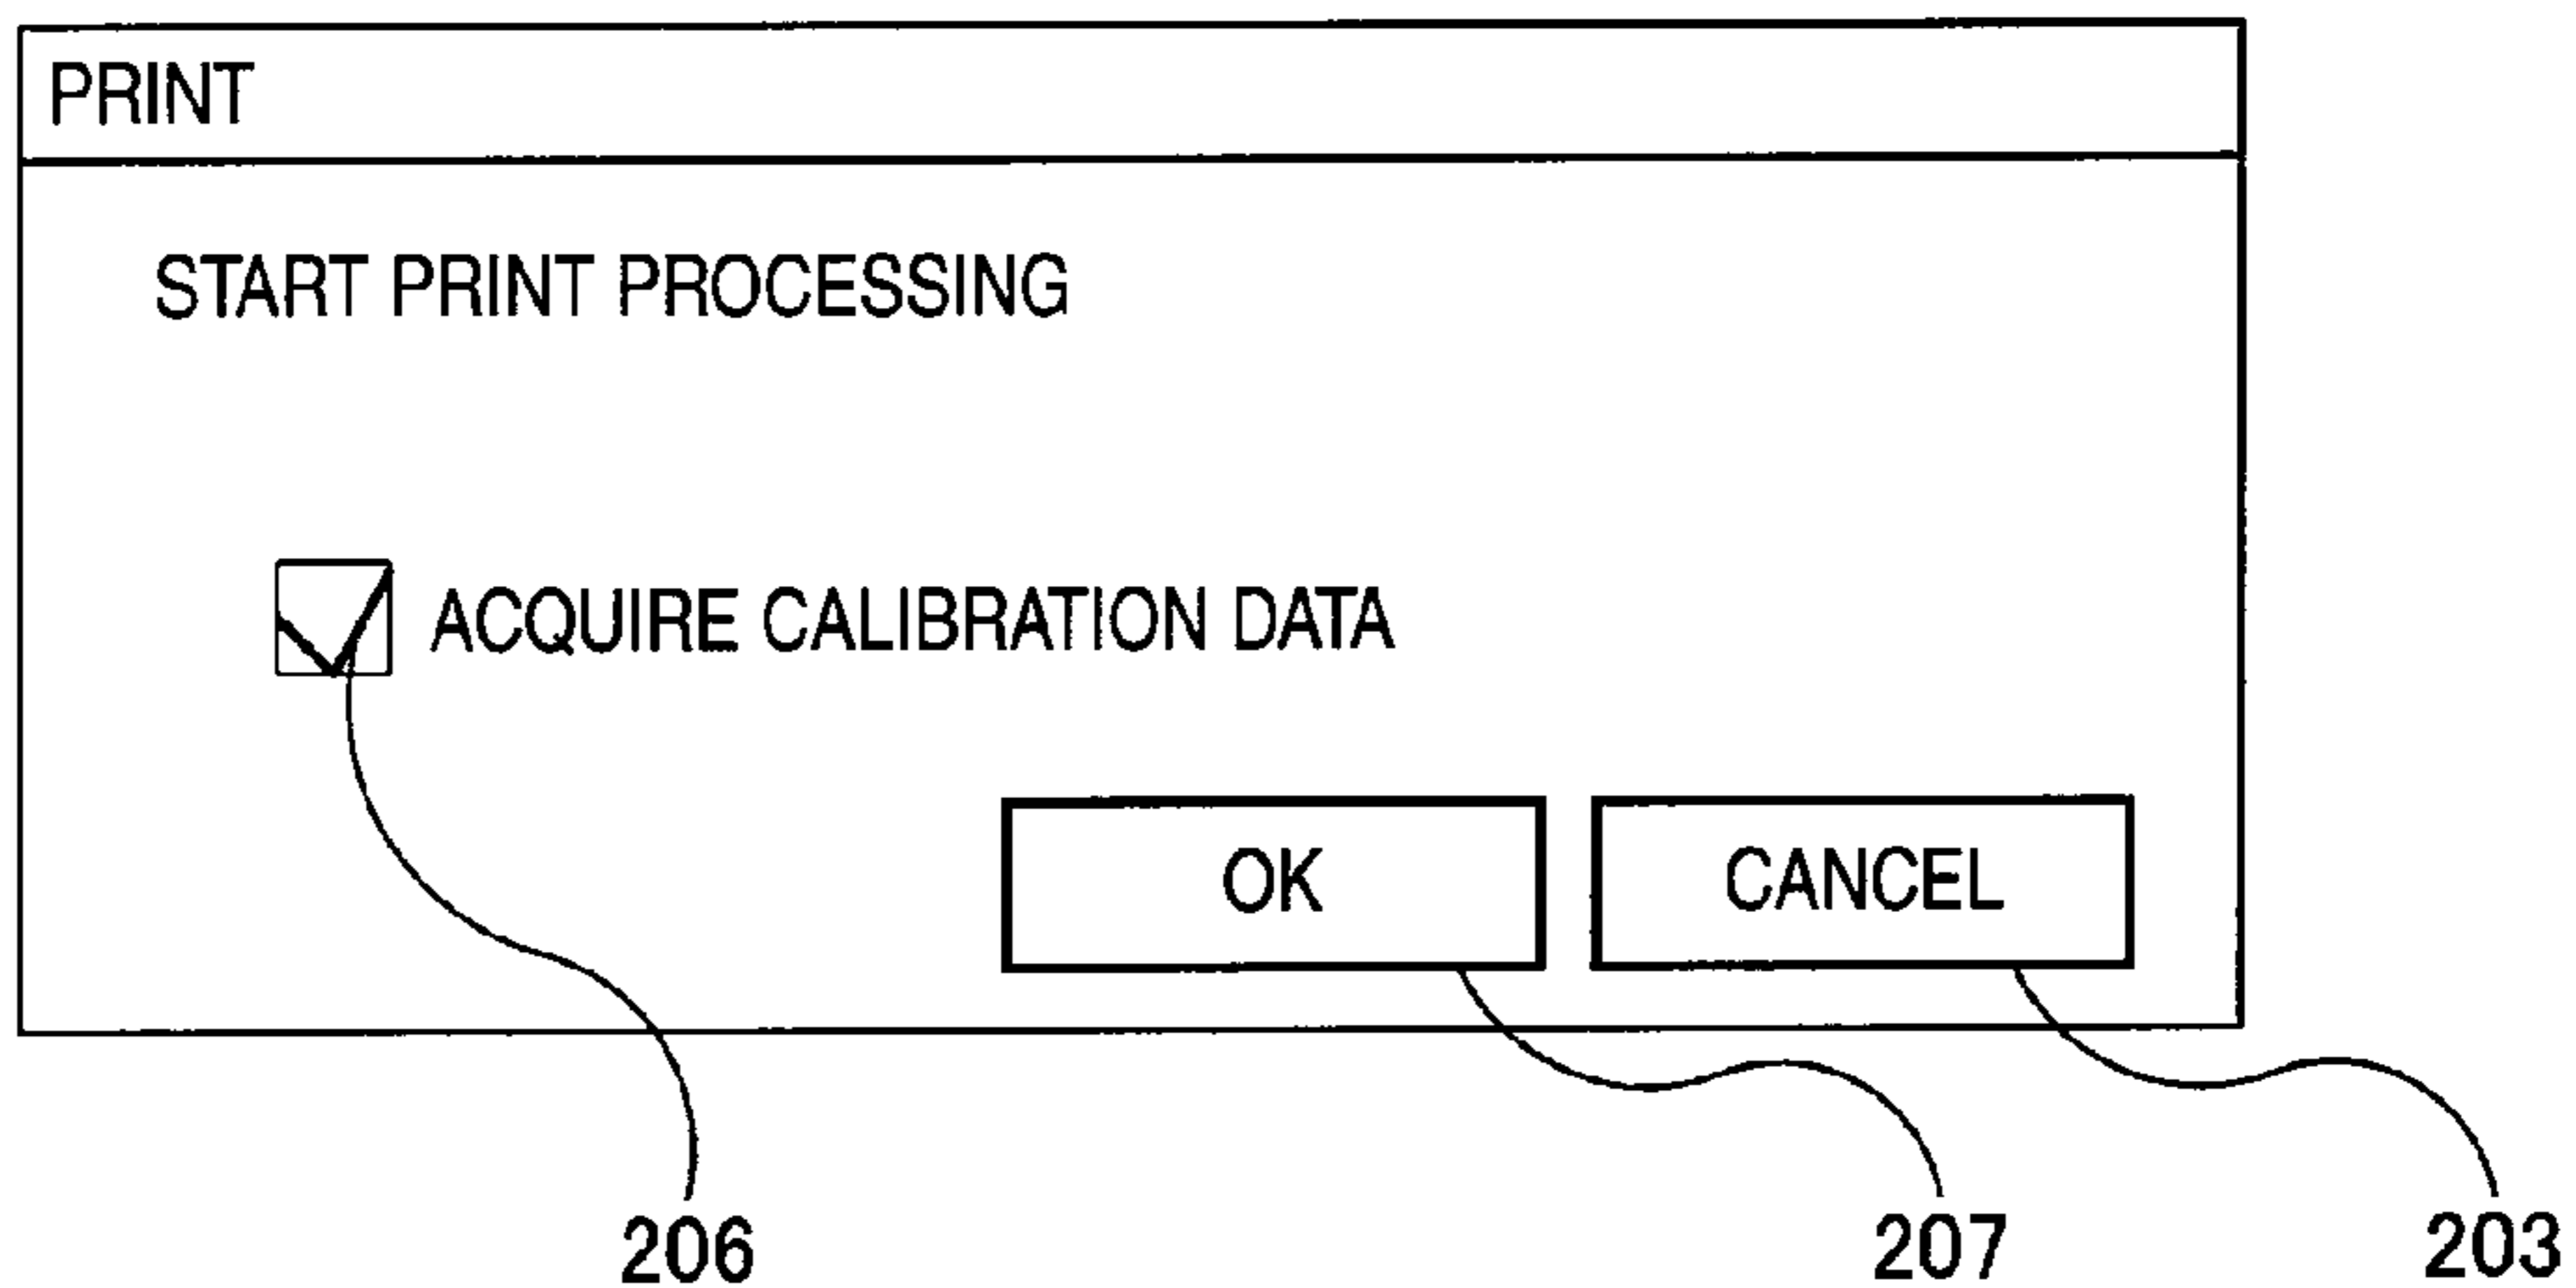 PRINT
START PRINT PROCESSING
ACQUIRE CALIBRATION DATA
OK CANCEL
206 207 203